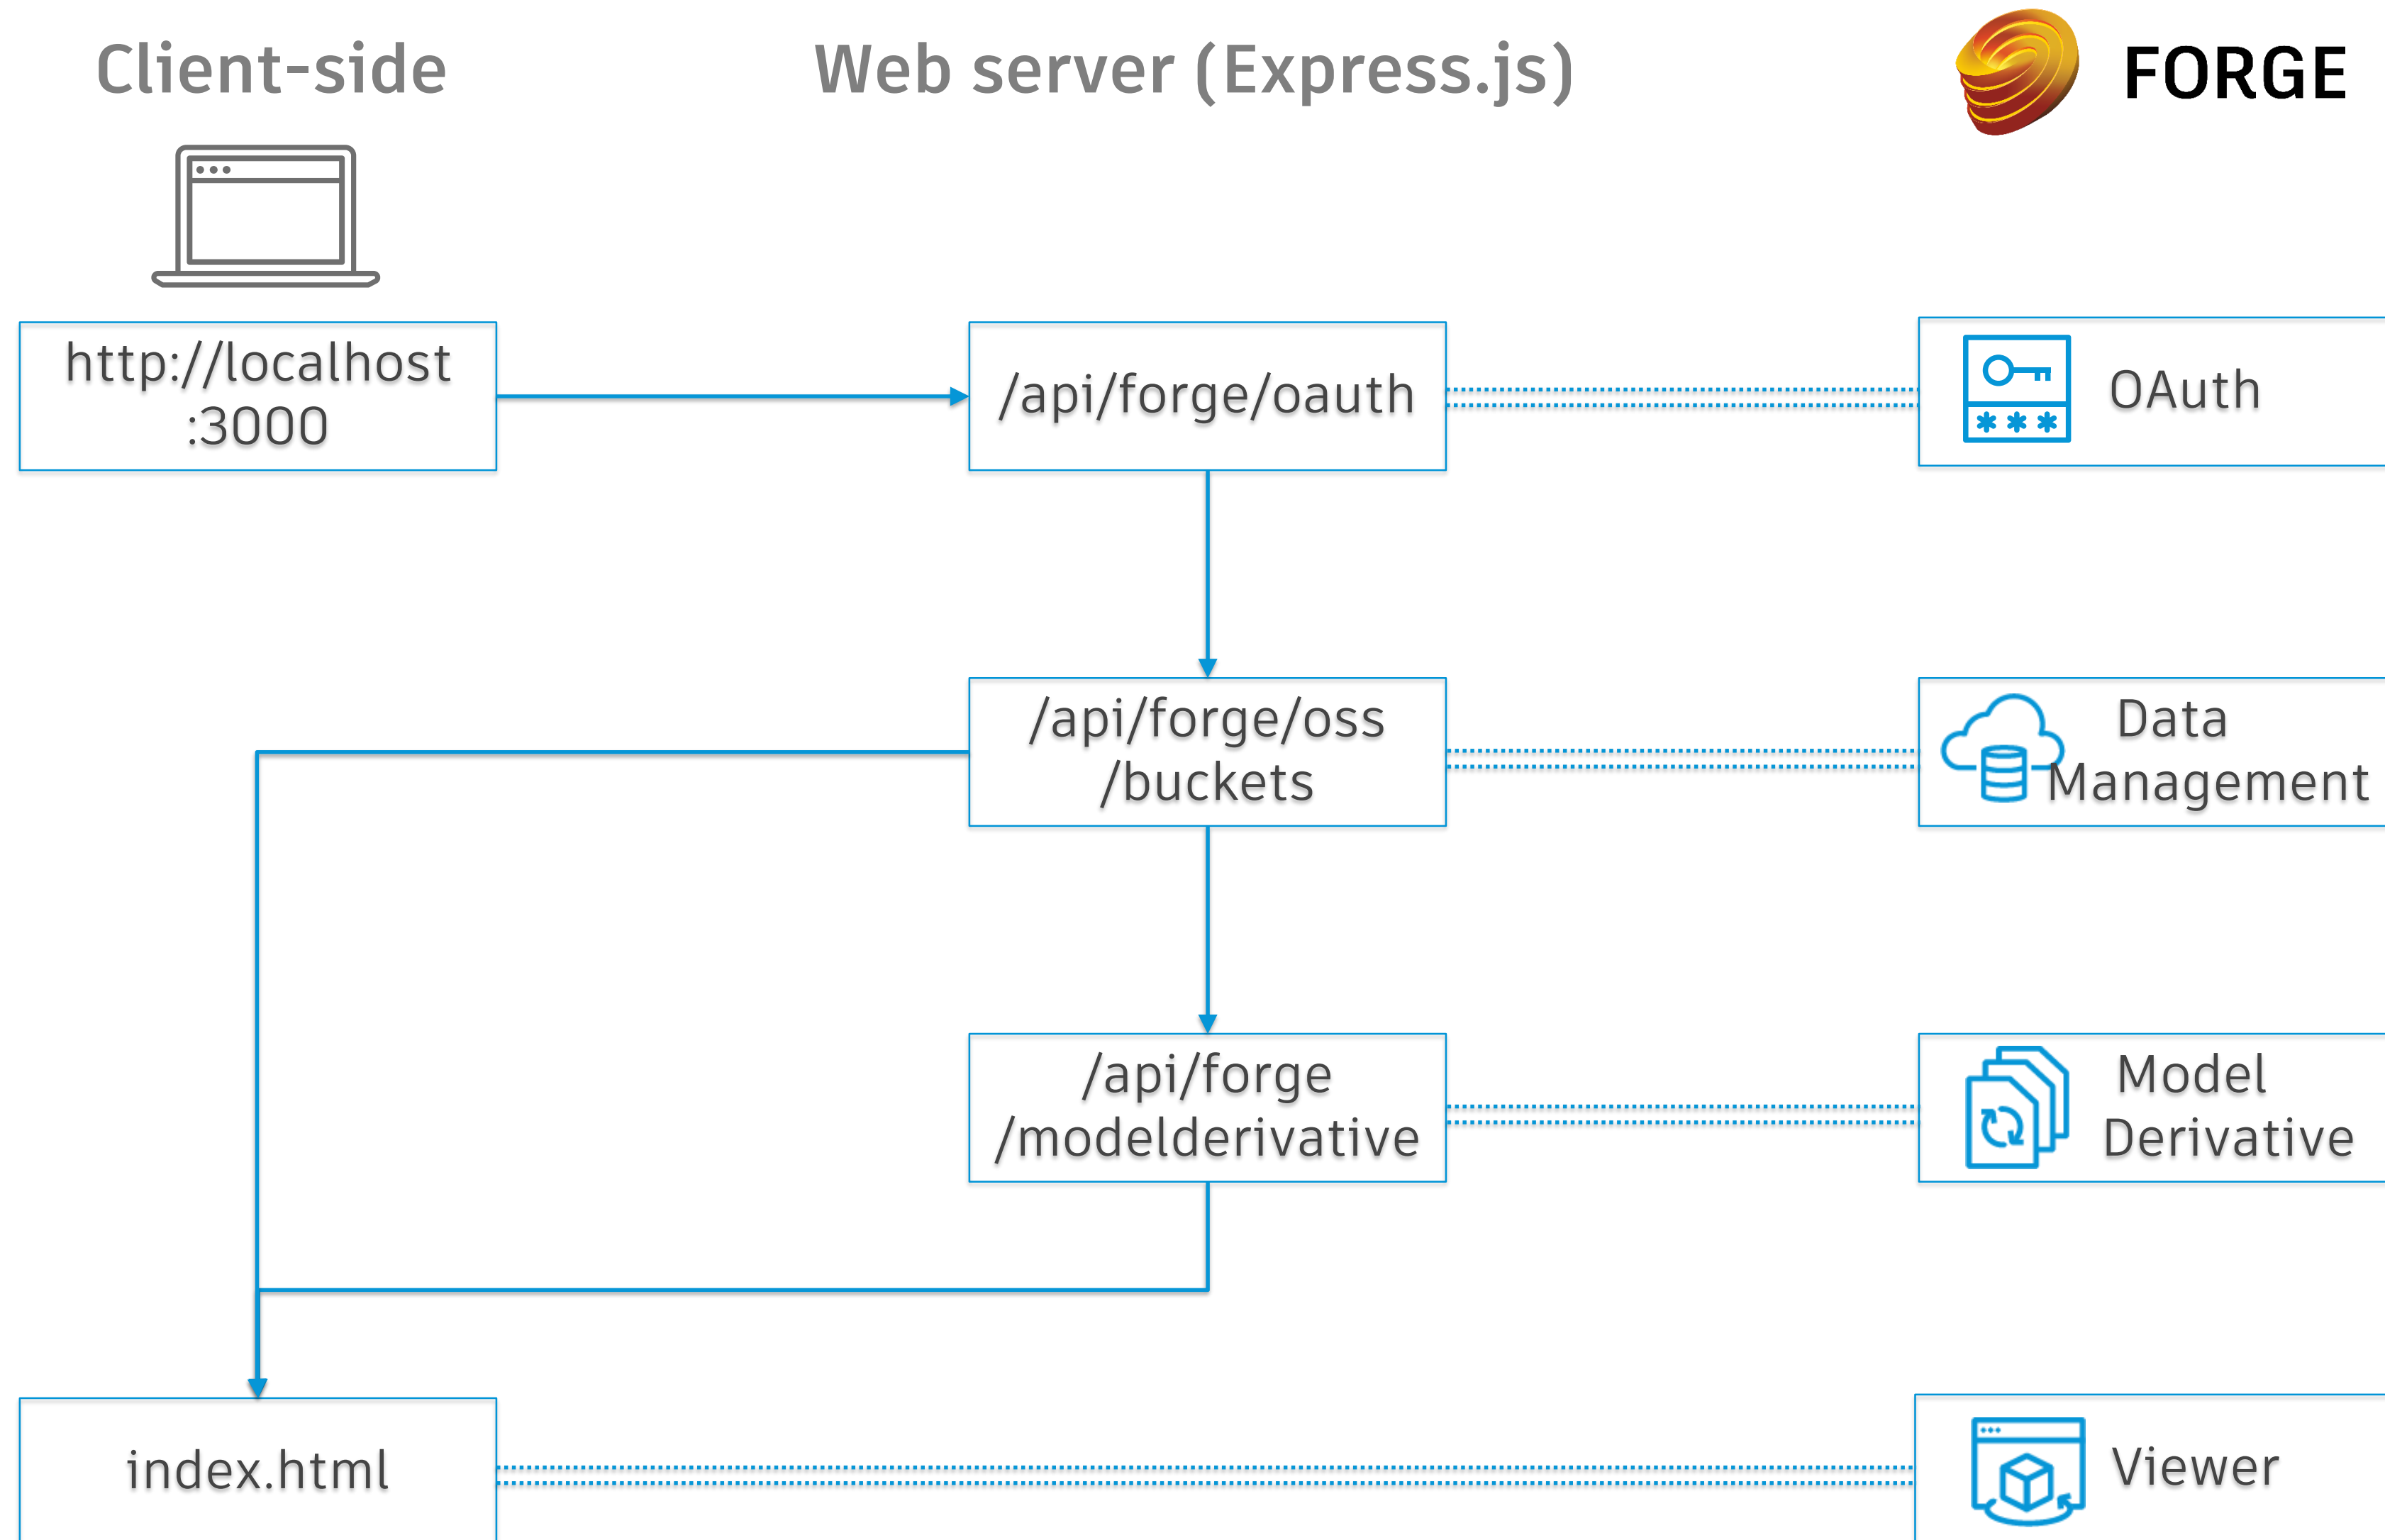 Client-side
Web server (Express.js)
FORGE
http://localhost
:3000
/api/forge/oauth
OAuth
***
/api/forge/oss
/buckets
Data
Management
/api/forge
/modelderivative
Model
Derivative
index.html
Viewer